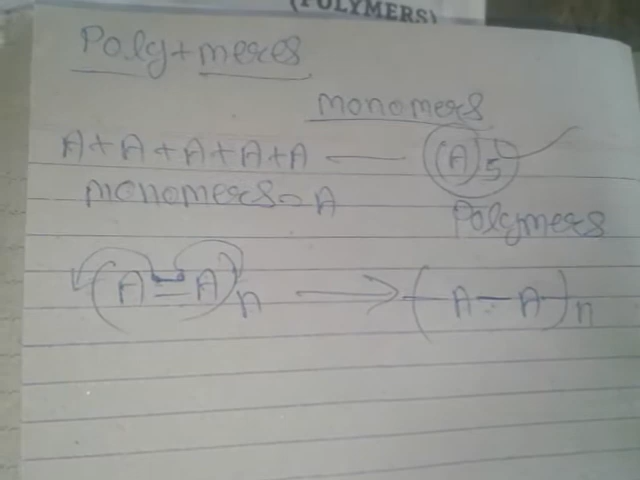 (POLYMERS)
Poly+meres
monomers
A+A+A+A+A — (A)5
monomers=A
Polymers
(A=A)n → (-A-A-)n